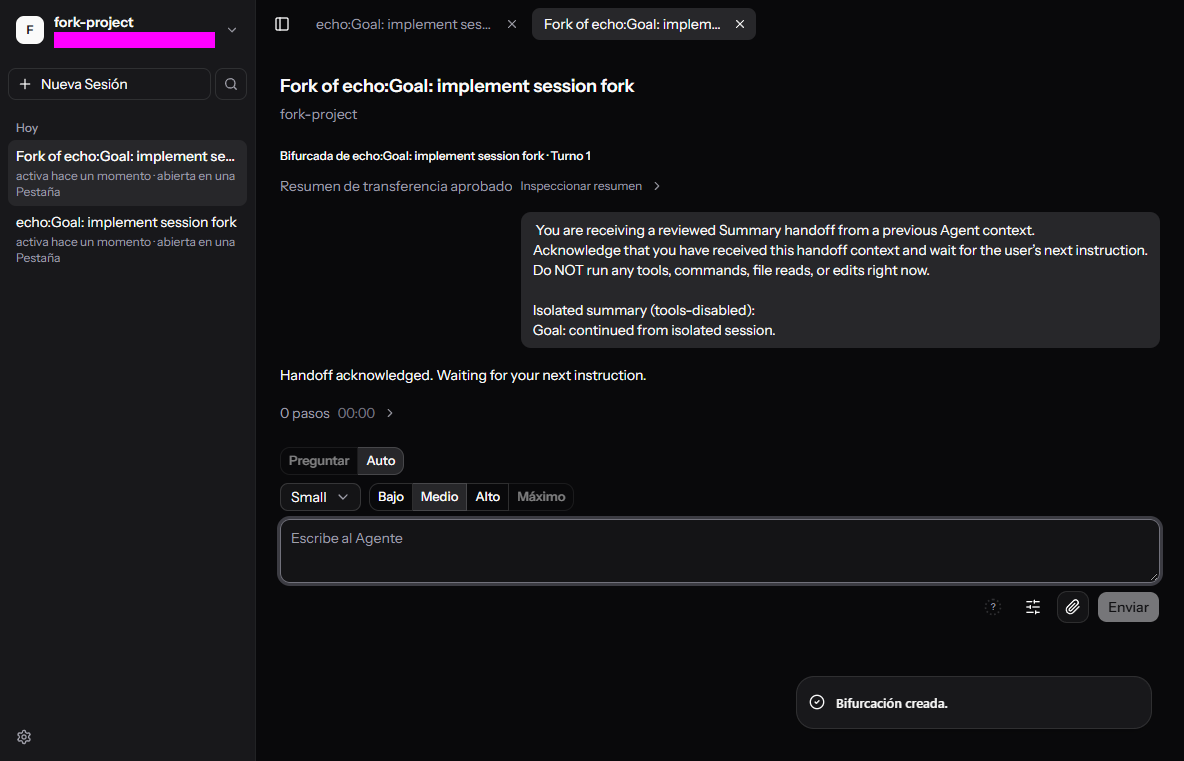 F
fork-project
Nueva Sesión
Hoy
Fork of echo:Goal: implement se...
activa hace un momento · abierta en una
Pestaña
echo:Goal: implement session fork
activa hace un momento · abierta en una
Pestaña
echo:Goal: implement ses...
Fork of echo:Goal: implem...
Fork of echo:Goal: implement session fork
fork-project
Bifurcada de echo:Goal: implement session fork · Turno 1
Resumen de transferencia aprobado Inspeccionar resumen
You are receiving a reviewed Summary handoff from a previous Agent context.
Acknowledge that you have received this handoff context and wait for the user's next instruction.
Do NOT run any tools, commands, file reads, or edits right now.
Isolated summary (tools-disabled):
Goal: continued from isolated session.
Handoff acknowledged. Waiting for your next instruction.
0 pasos 00:00
Preguntar Auto
Small Bajo Medio Alto Máximo
Escribe al Agente
? Enviar
Bifurcación creada.